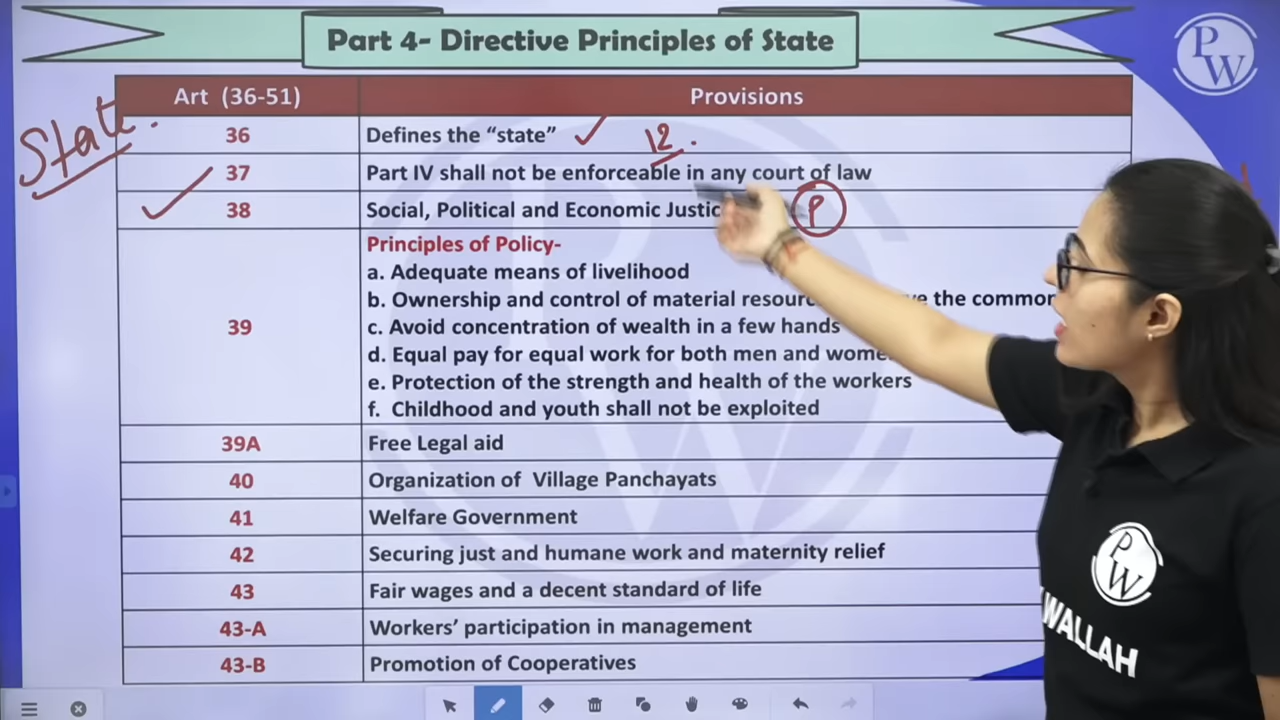 Part 4- Directive Principles of State
PW
State.
Art (36-51) Provisions
36 Defines the “state” 12.
37 Part IV shall not be enforceable in any court of law
38 Social, Political and Economic P
Principles of Policy-
a. Adequate means of livelihood
b. Ownership and control of material the common
c. Avoid concentration of wealth in a few hands
39
d. Equal pay for equal work for both men and
e. Protection of the strength and health of the workers
f. Childhood and youth shall not be exploited
39A Free Legal aid
40 Organization of Village Panchayats
41 Welfare Government
42 Securing just and humane work and maternity relief
43 Fair wages and a decent standard of life
43-A Workers’ participation in management
43-B Promotion of Cooperatives
PW
WALLAH